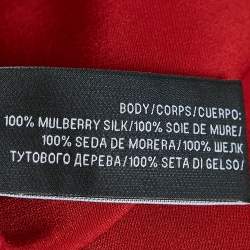 BODY/CORPS/CUERPO:
100% MULBERRY SILK/100% SOIE DE MURE/
100% SEDA DE MORERA/100% ШЕЛК
ТУТОВОГО ДЕРЕВА/100% SETA DI GELSO/